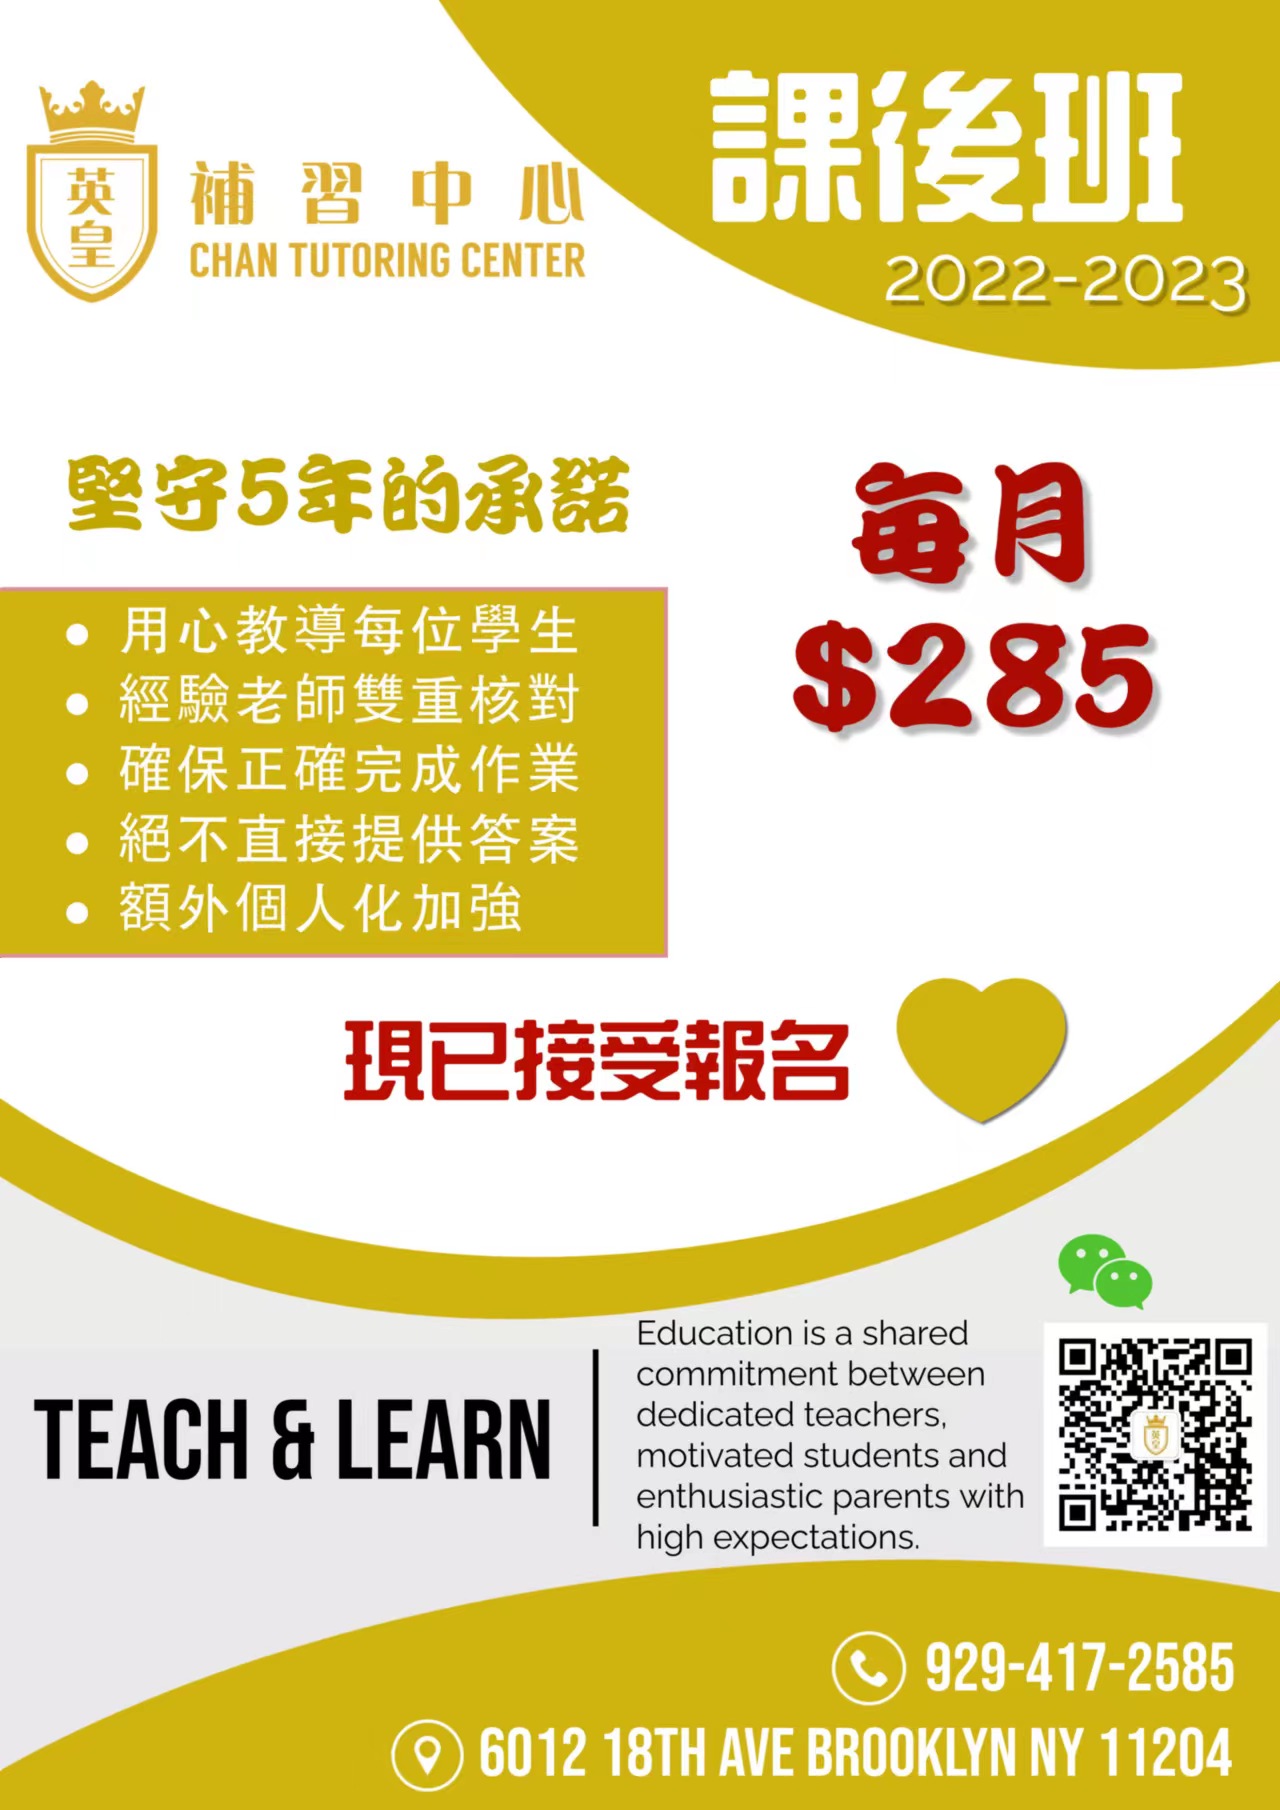 英皇
補習中心
CHAN TUTORING CENTER
課後班
2022-2023
堅守5年的承諾
每月
$285
• 用心教導每位學生
• 經驗老師雙重核對
• 確保正確完成作業
• 絕不直接提供答案
• 額外個人化加強
現已接受報名
TEACH & LEARN
Education is a shared
commitment between
dedicated teachers,
motivated students and
enthusiastic parents with
high expectations.
英皇
929-417-2585
6012 18TH AVE BROOKLYN NY 11204